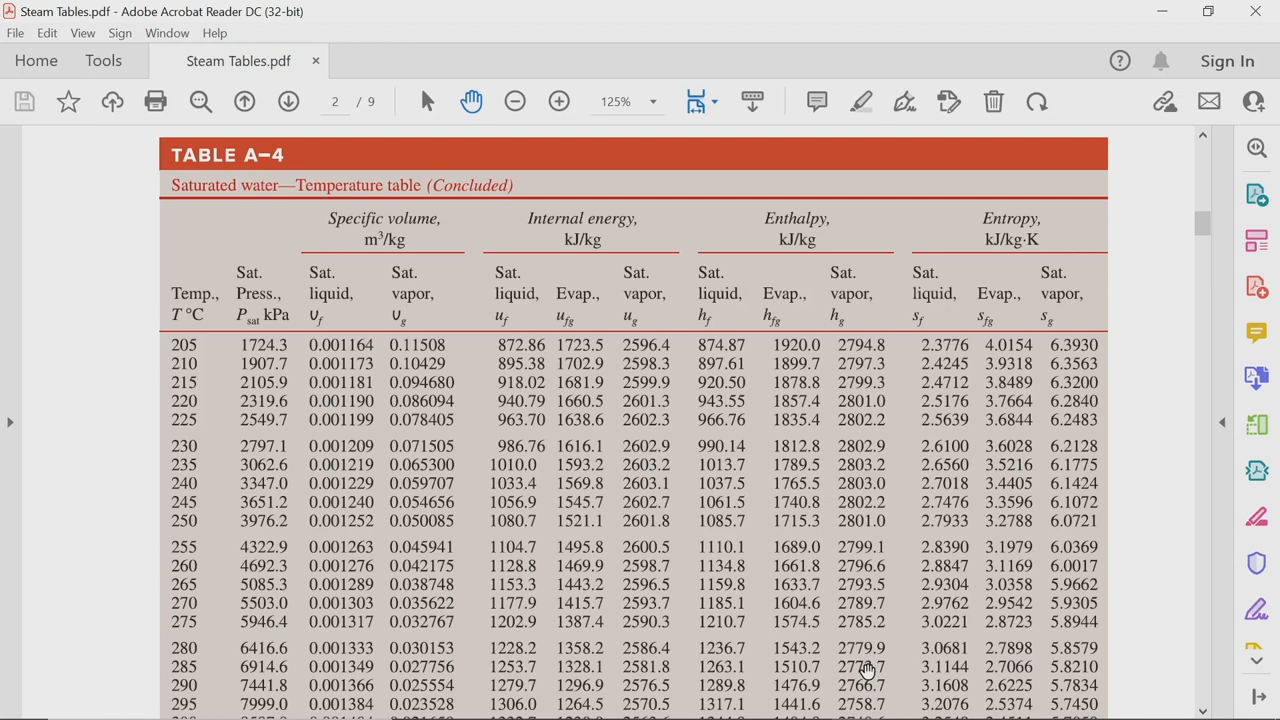 Steam Tables.pdf - Adobe Acrobat Reader DC (32-bit)
File Edit View Sign Window Help
Home Tools Steam Tables.pdf × Sign In
2 / 9 125%
TABLE A–4
Saturated water—Temperature table (Concluded)
Specific volume, Internal energy, Enthalpy, Entropy,
m³/kg kJ/kg kJ/kg kJ/kg·K
Sat. Sat. Sat. Sat. Sat. Sat. Sat. Sat. Sat.
Temp., Press., liquid, vapor, liquid, Evap., vapor, liquid, Evap., vapor, liquid, Evap., vapor,
T °C Psat kPa vf vg uf ufg ug hf hfg hg sf sfg sg
205 1724.3 0.001164 0.11508 872.86 1723.5 2596.4 874.87 1920.0 2794.8 2.3776 4.0154 6.3930
210 1907.7 0.001173 0.10429 895.38 1702.9 2598.3 897.61 1899.7 2797.3 2.4245 3.9318 6.3563
215 2105.9 0.001181 0.094680 918.02 1681.9 2599.9 920.50 1878.8 2799.3 2.4712 3.8489 6.3200
220 2319.6 0.001190 0.086094 940.79 1660.5 2601.3 943.55 1857.4 2801.0 2.5176 3.7664 6.2840
225 2549.7 0.001199 0.078405 963.70 1638.6 2602.3 966.76 1835.4 2802.2 2.5639 3.6844 6.2483
230 2797.1 0.001209 0.071505 986.76 1616.1 2602.9 990.14 1812.8 2802.9 2.6100 3.6028 6.2128
235 3062.6 0.001219 0.065300 1010.0 1593.2 2603.2 1013.7 1789.5 2803.2 2.6560 3.5216 6.1775
240 3347.0 0.001229 0.059707 1033.4 1569.8 2603.1 1037.5 1765.5 2803.0 2.7018 3.4405 6.1424
245 3651.2 0.001240 0.054656 1056.9 1545.7 2602.7 1061.5 1740.8 2802.2 2.7476 3.3596 6.1072
250 3976.2 0.001252 0.050085 1080.7 1521.1 2601.8 1085.7 1715.3 2801.0 2.7933 3.2788 6.0721
255 4322.9 0.001263 0.045941 1104.7 1495.8 2600.5 1110.1 1689.0 2799.1 2.8390 3.1979 6.0369
260 4692.3 0.001276 0.042175 1128.8 1469.9 2598.7 1134.8 1661.8 2796.6 2.8847 3.1169 6.0017
265 5085.3 0.001289 0.038748 1153.3 1443.2 2596.5 1159.8 1633.7 2793.5 2.9304 3.0358 5.9662
270 5503.0 0.001303 0.035622 1177.9 1415.7 2593.7 1185.1 1604.6 2789.7 2.9762 2.9542 5.9305
275 5946.4 0.001317 0.032767 1202.9 1387.4 2590.3 1210.7 1574.5 2785.2 3.0221 2.8723 5.8944
280 6416.6 0.001333 0.030153 1228.2 1358.2 2586.4 1236.7 1543.2 2779.9 3.0681 2.7898 5.8579
285 6914.6 0.001349 0.027756 1253.7 1328.1 2581.8 1263.1 1510.7 3.1144 2.7066 5.8210
290 7441.8 0.001366 0.025554 1279.7 1296.9 2576.5 1289.8 1476.9 2766.7 3.1608 2.6225 5.7834
295 7999.0 0.001384 0.023528 1306.0 1264.5 2570.5 1317.1 1441.6 2758.7 3.2076 2.5374 5.7450